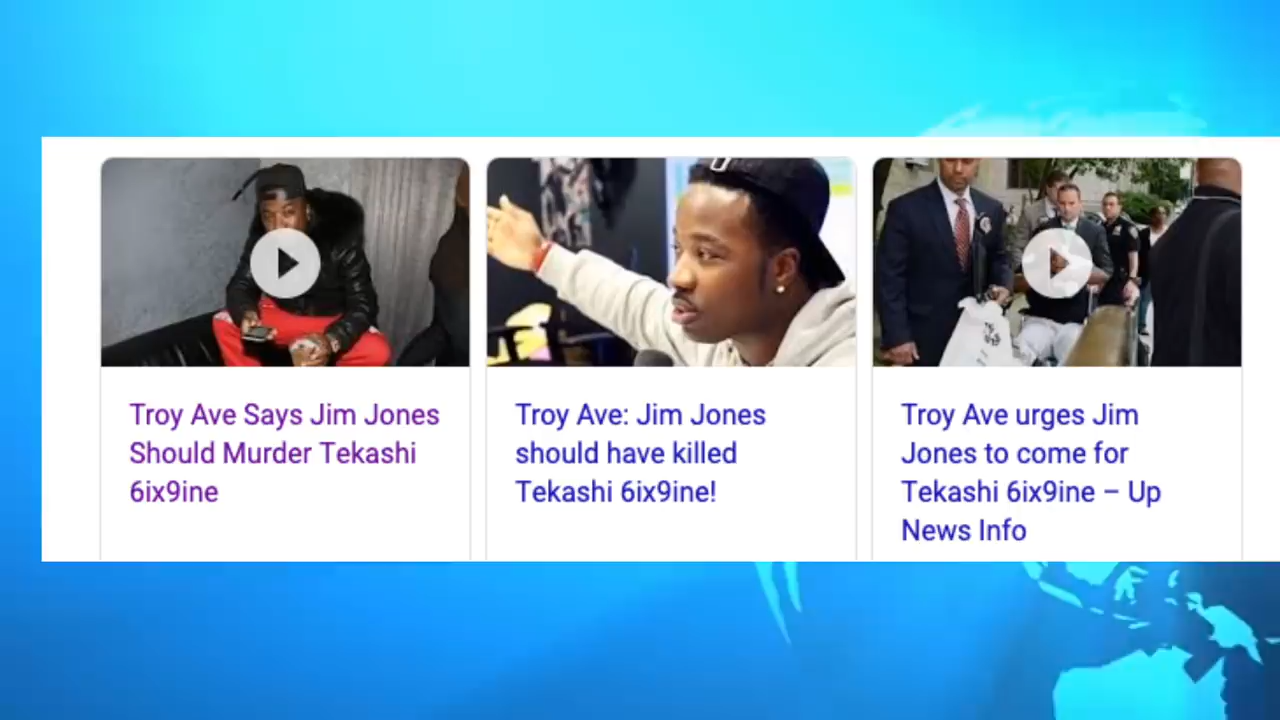 Troy Ave Says Jim Jones
Should Murder Tekashi
6ix9ine
Troy Ave: Jim Jones
should have killed
Tekashi 6ix9ine!
Troy Ave urges Jim
Jones to come for
Tekashi 6ix9ine – Up
News Info